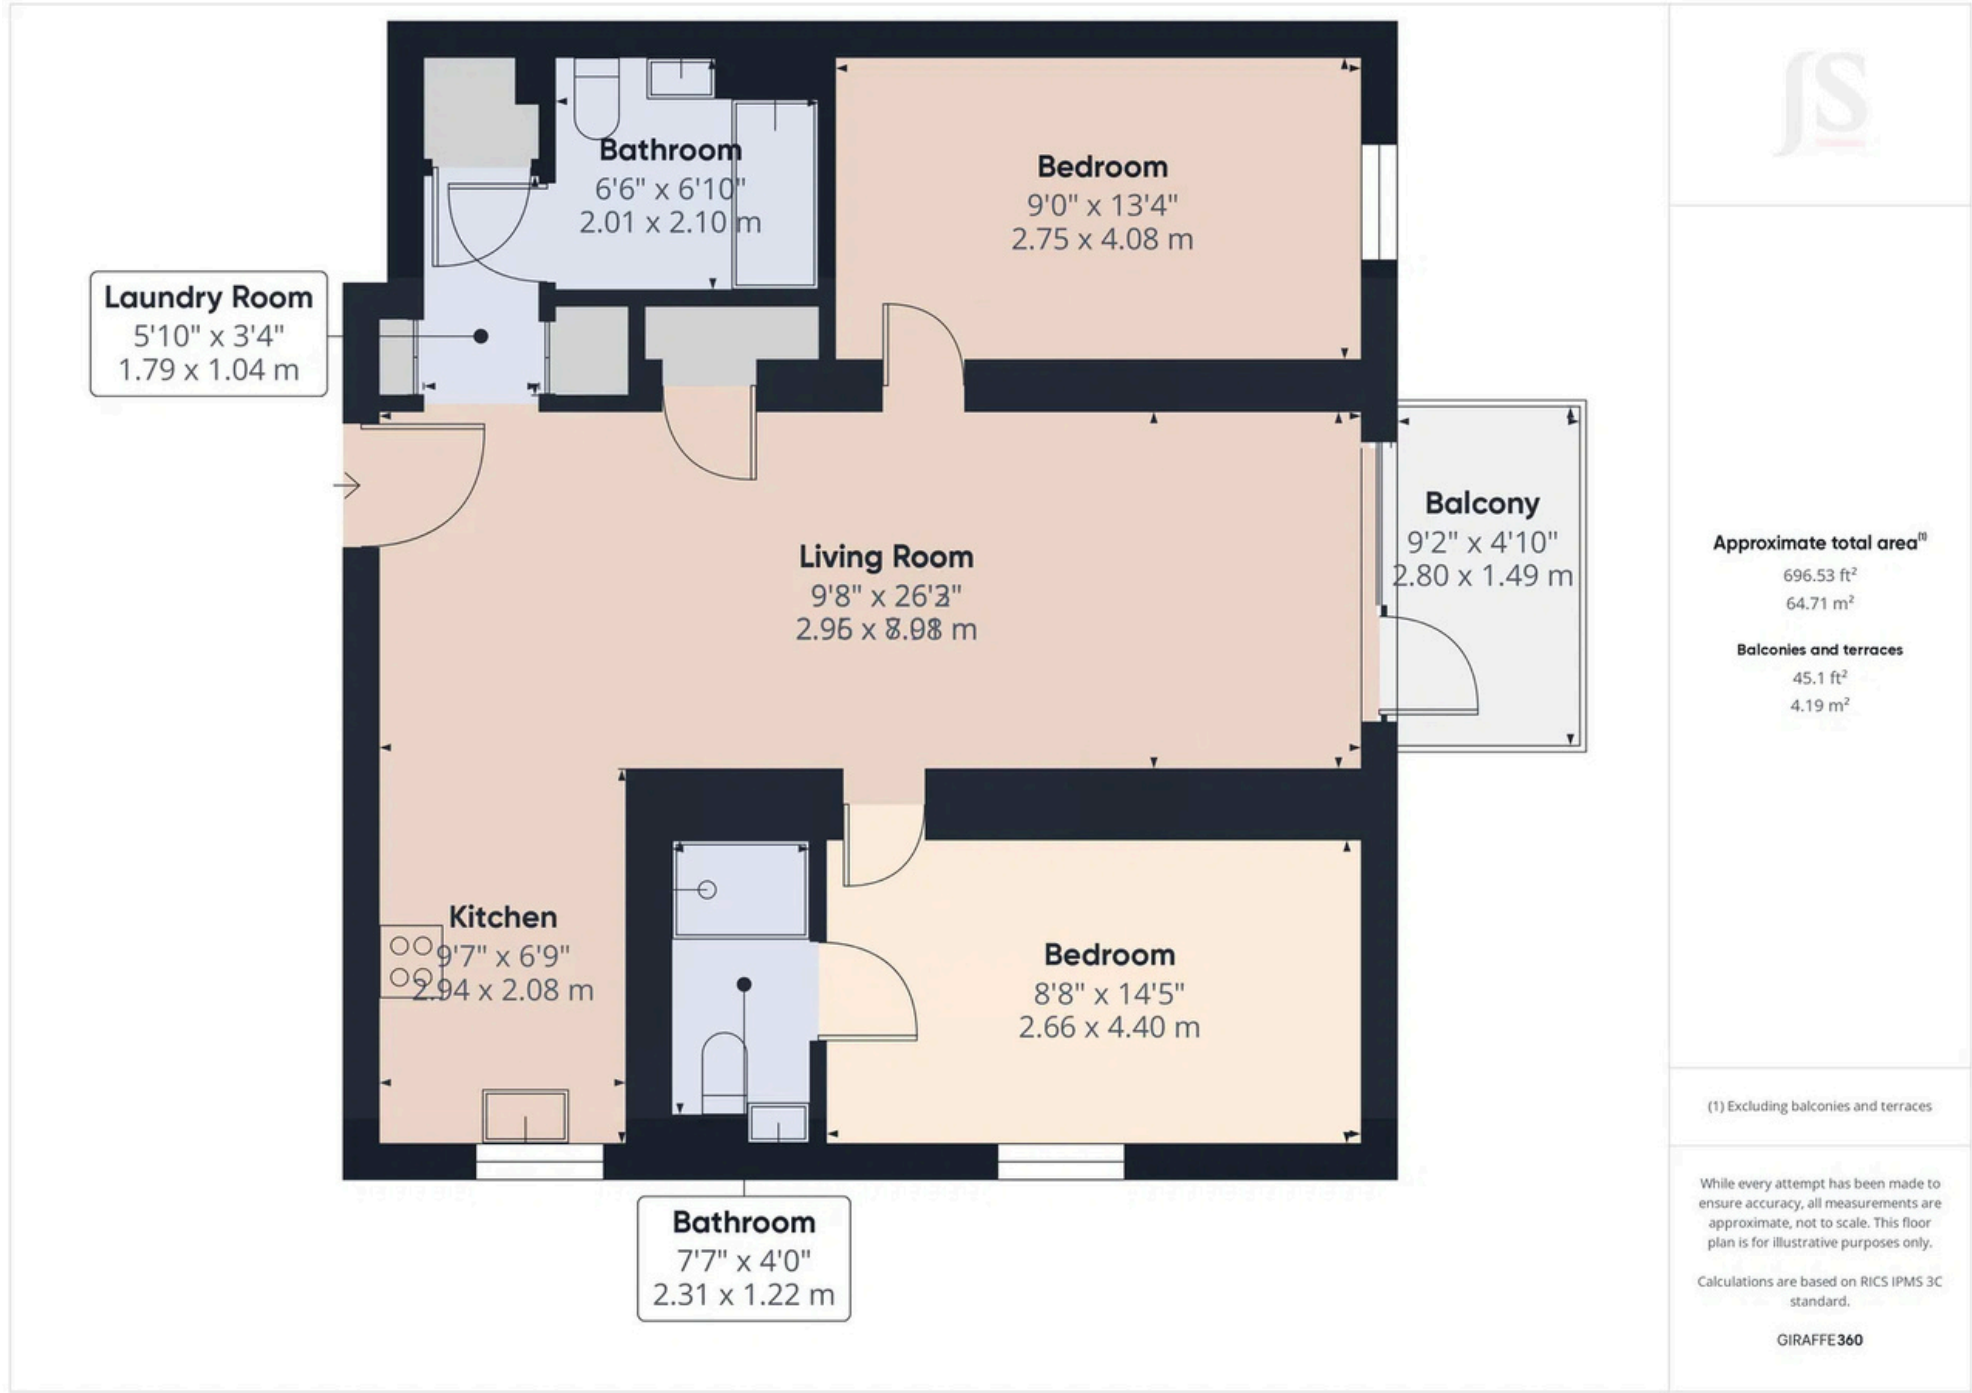 JS
Bathroom
6'6" x 6'10"
2.01 x 2.10 m
Bedroom
9'0" x 13'4"
2.75 x 4.08 m
Laundry Room
5'10" x 3'4"
1.79 x 1.04 m
Balcony
9'2" x 4'10"
2.80 x 1.49 m
Living Room
9'8" x
m
Kitchen
9'7" x 6'9"
2.94 x 2.08 m
Bedroom
8'8" x 14'5"
2.66 x 4.40 m
Bathroom
7'7" x 4'0"
2.31 x 1.22 m
Approximate total area(1)
696.53 ft²
64.71 m²
Balconies and terraces
45.1 ft²
4.19 m²
(1) Excluding balconies and terraces
While every attempt has been made to
ensure accuracy, all measurements are
approximate, not to scale. This floor
plan is for illustrative purposes only.
Calculations are based on RICS IPMS 3C
standard.
GIRAFFE360